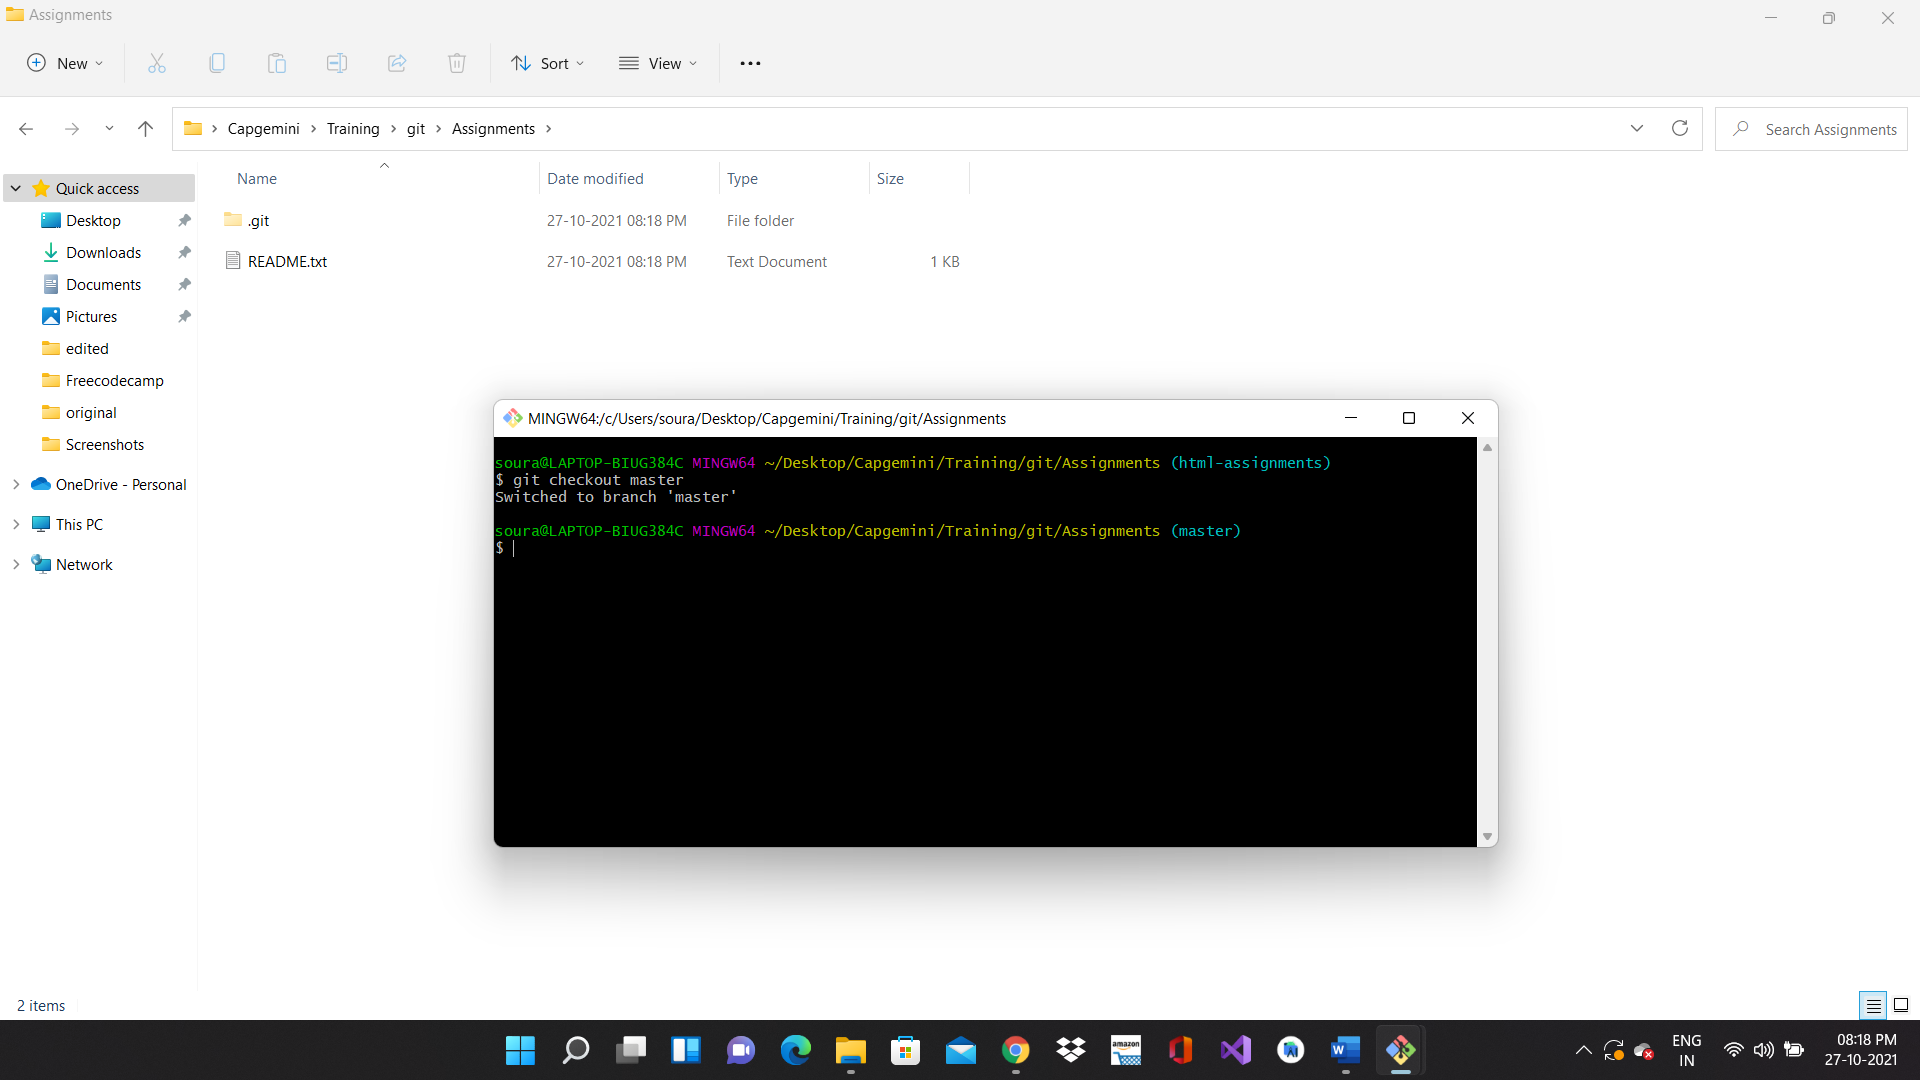 Assignments
New
Sort
View
Capgemini
Training
git
Assignments
Search Assignments
Name
Date modified
Type
Size
Quick access
.git
27-10-2021 08:18 PM
File folder
Desktop
Downloads
README.txt
27-10-2021 08:18 PM
Text Document
1 KB
Documents
Pictures
edited
Freecodecamp
original
Screenshots
OneDrive - Personal
This PC
Network
MINGW64:/c/Users/soura/Desktop/Capgemini/Training/git/Assignments
soura@LAPTOP-BIUG384C MINGW64 ~/Desktop/Capgemini/Training/git/Assignments (html-assignments)
$ git checkout master
Switched to branch 'master'
soura@LAPTOP-BIUG384C MINGW64 ~/Desktop/Capgemini/Training/git/Assignments (master)
$
2 items
amazon
ENG
IN
08:18 PM
27-10-2021